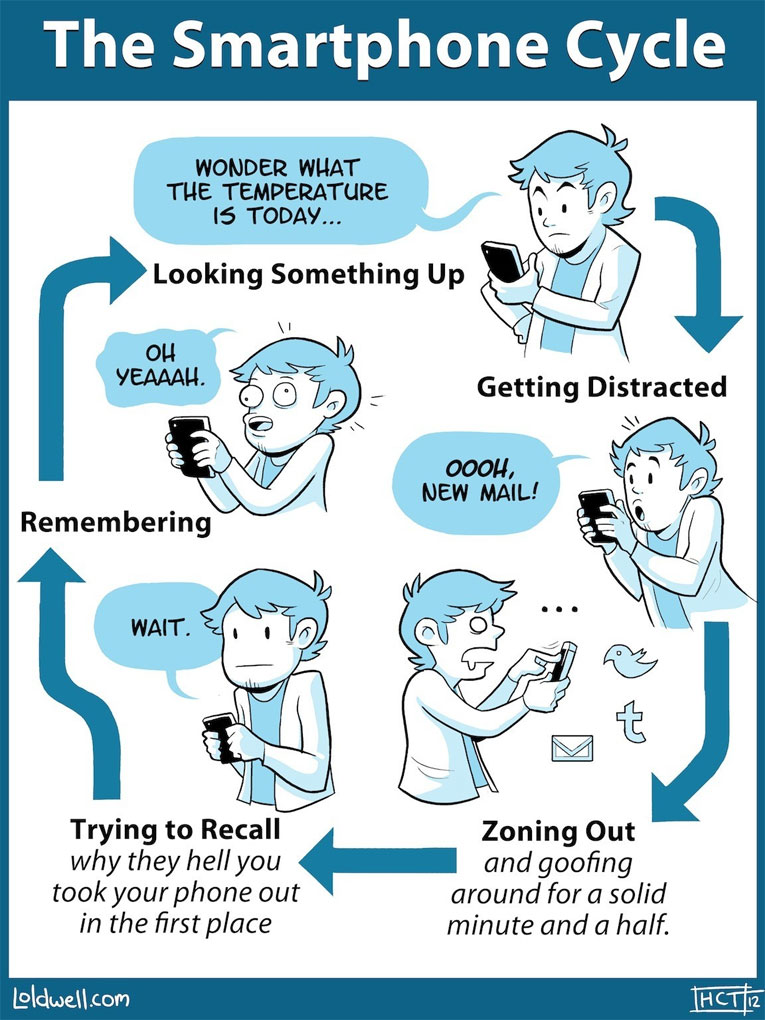 The Smartphone Cycle
WONDER WHAT
THE TEMPERATURE
IS TODAY...
Looking Something Up
Getting Distracted
OOOH,
NEW MAIL!
...
t
Zoning Out
and goofing
around for a solid
minute and a half.
WAIT.
Trying to Recall
why they hell you
took your phone out
in the first place
OH
YEAAAH.
Remembering
Loldwell.com
HCT 12